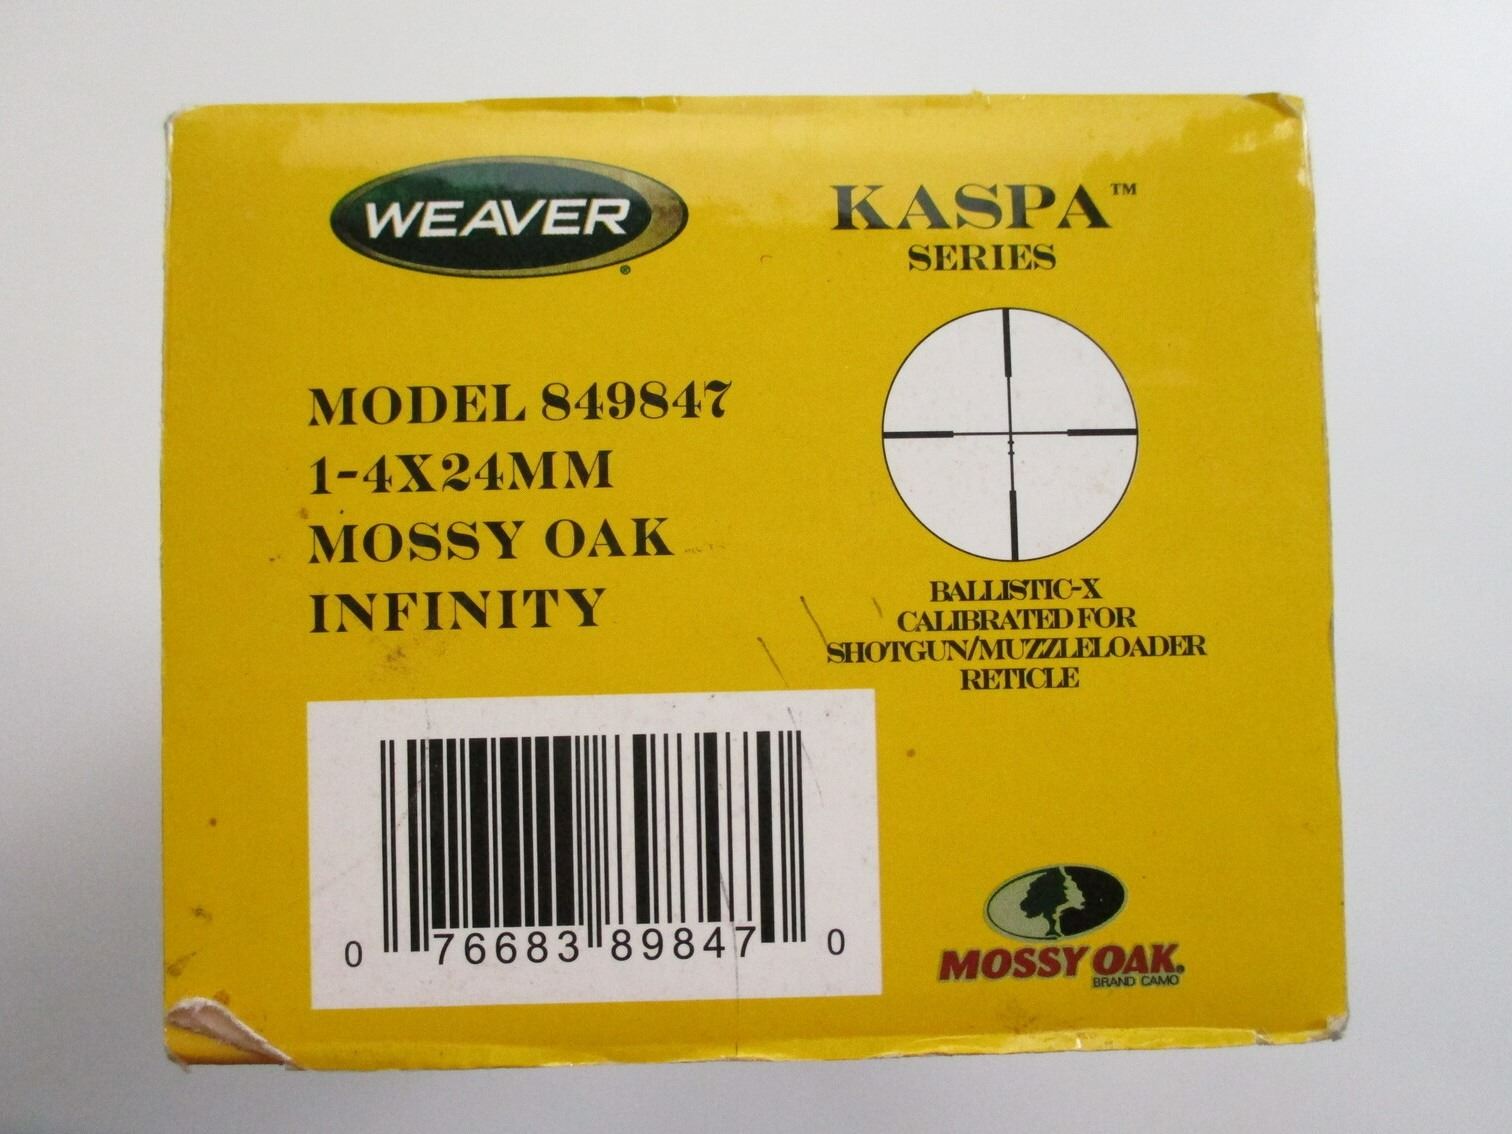 WEAVER®
KASPA™
SERIES
MODEL 849847
1-4X24MM
MOSSY OAK
INFINITY
BALLISTIC-X
CALIBRATED FOR
SHOTGUN/MUZZLELOADER
RETICLE
0 76683 89847 0
MOSSY OAK®
BRAND CAMO